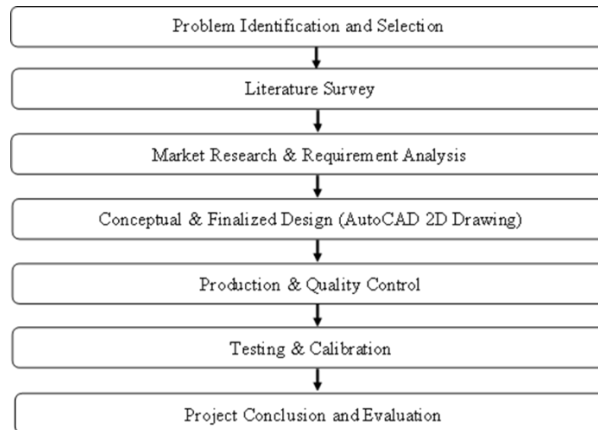 Problem Identification and Selection
Literature Survey
Market Research & Requirement Analysis
Conceptual & Finalized Design (AutoCAD 2D Drawing)
Production & Quality Control
Testing & Calibration
Project Conclusion and Evaluation